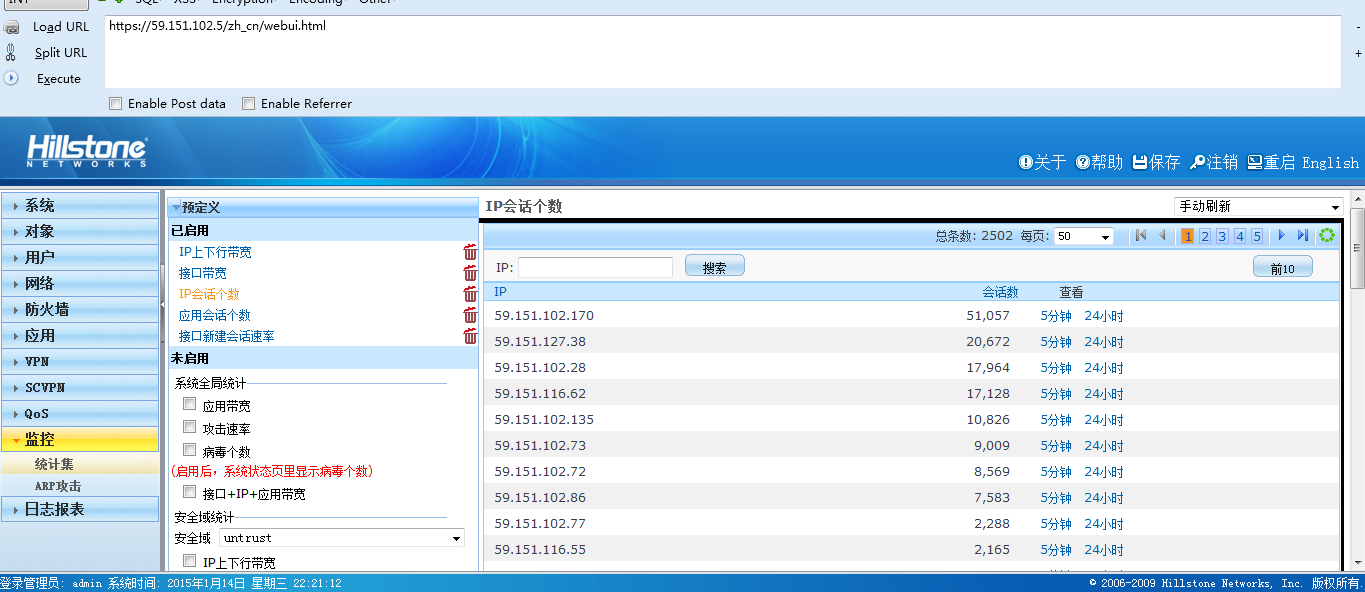 SQL XSS Encryption Encoding Other
Load URL https://59.151.102.5/zh_cn/webui.html
Split URL
Execute
Enable Post data Enable Referrer
Hillstone
NETWORKS
关于 帮助 保存 注销 重启 English
系统
对象
用户
网络
防火墙
应用
VPN
SCVPN
QoS
监控
统计集
ARP攻击
日志报表
预定义
已启用
IP上下行带宽
接口带宽
IP会话个数
应用会话个数
接口新建会话速率
未启用
系统全局统计
应用带宽
攻击速率
病毒个数
(启用后，系统状态页里显示病毒个数)
接口+IP+应用带宽
安全域统计
安全域 untrust
IP上下行带宽
IP会话个数 手动刷新
总条数: 2502 每页: 50 1 2 3 4 5
IP: 搜索 前10
IP 会话数 查看
59.151.102.170 51,057 5分钟 24小时
59.151.127.38 20,672 5分钟 24小时
59.151.102.28 17,964 5分钟 24小时
59.151.116.62 17,128 5分钟 24小时
59.151.102.135 10,826 5分钟 24小时
59.151.102.73 9,009 5分钟 24小时
59.151.102.72 8,569 5分钟 24小时
59.151.102.86 7,583 5分钟 24小时
59.151.102.77 2,288 5分钟 24小时
59.151.116.55 2,165 5分钟 24小时
登录管理员: admin 系统时间: 2015年1月14日 星期三 22:21:12 © 2006-2009 Hillstone Networks, Inc. 版权所有.